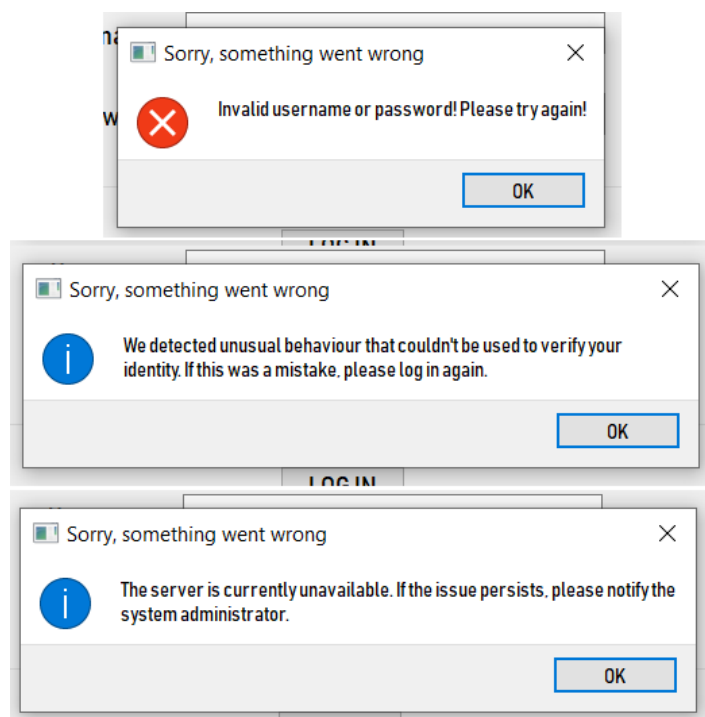 Sorry, something went wrong
Invalid username or password! Please try again!
OK
Sorry, something went wrong
We detected unusual behaviour that couldn't be used to verify your
identity. If this was a mistake, please log in again.
OK
LOG IN
Sorry, something went wrong
The server is currently unavailable. If the issue persists, please notify the
system administrator.
OK